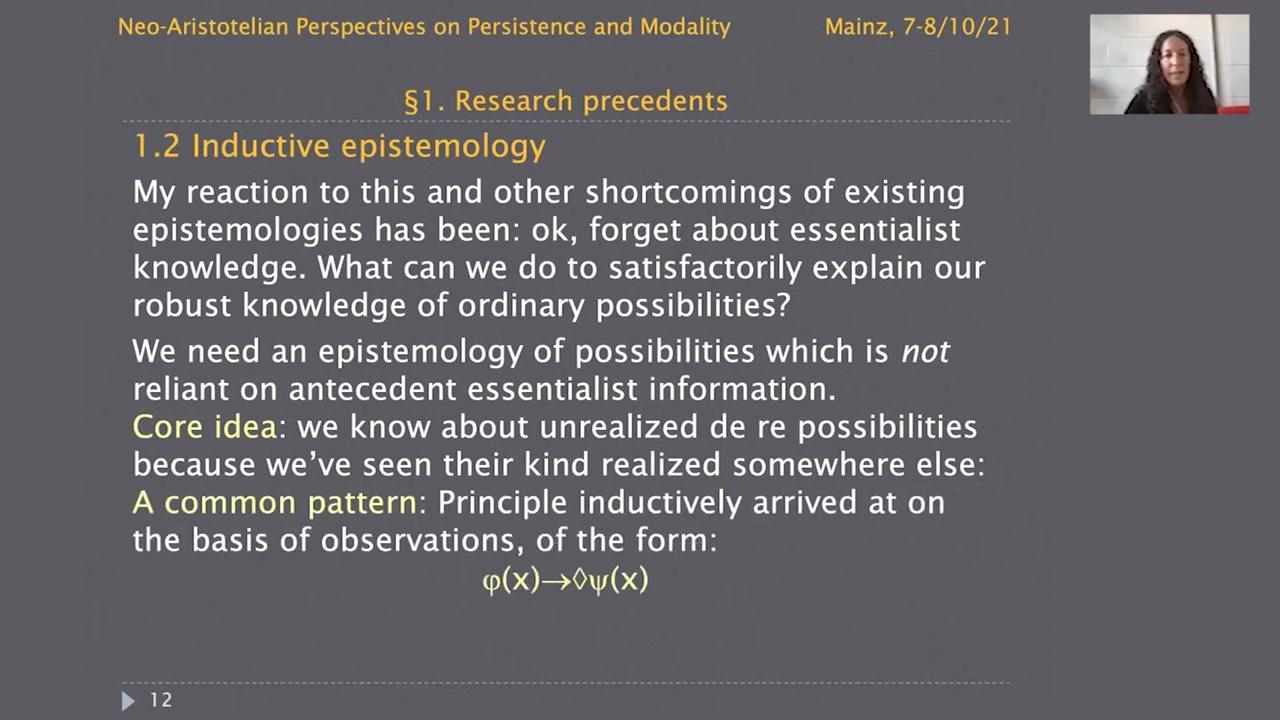 Neo-Aristotelian Perspectives on Persistence and Modality Mainz, 7-8/10/21
§1. Research precedents
1.2 Inductive epistemology
My reaction to this and other shortcomings of existing
epistemologies has been: ok, forget about essentialist
knowledge. What can we do to satisfactorily explain our
robust knowledge of ordinary possibilities?
We need an epistemology of possibilities which is not
reliant on antecedent essentialist information.
Core idea: we know about unrealized de re possibilities
because we’ve seen their kind realized somewhere else:
A common pattern: Principle inductively arrived at on
the basis of observations, of the form:
φ(x)→◊ψ(x)
12